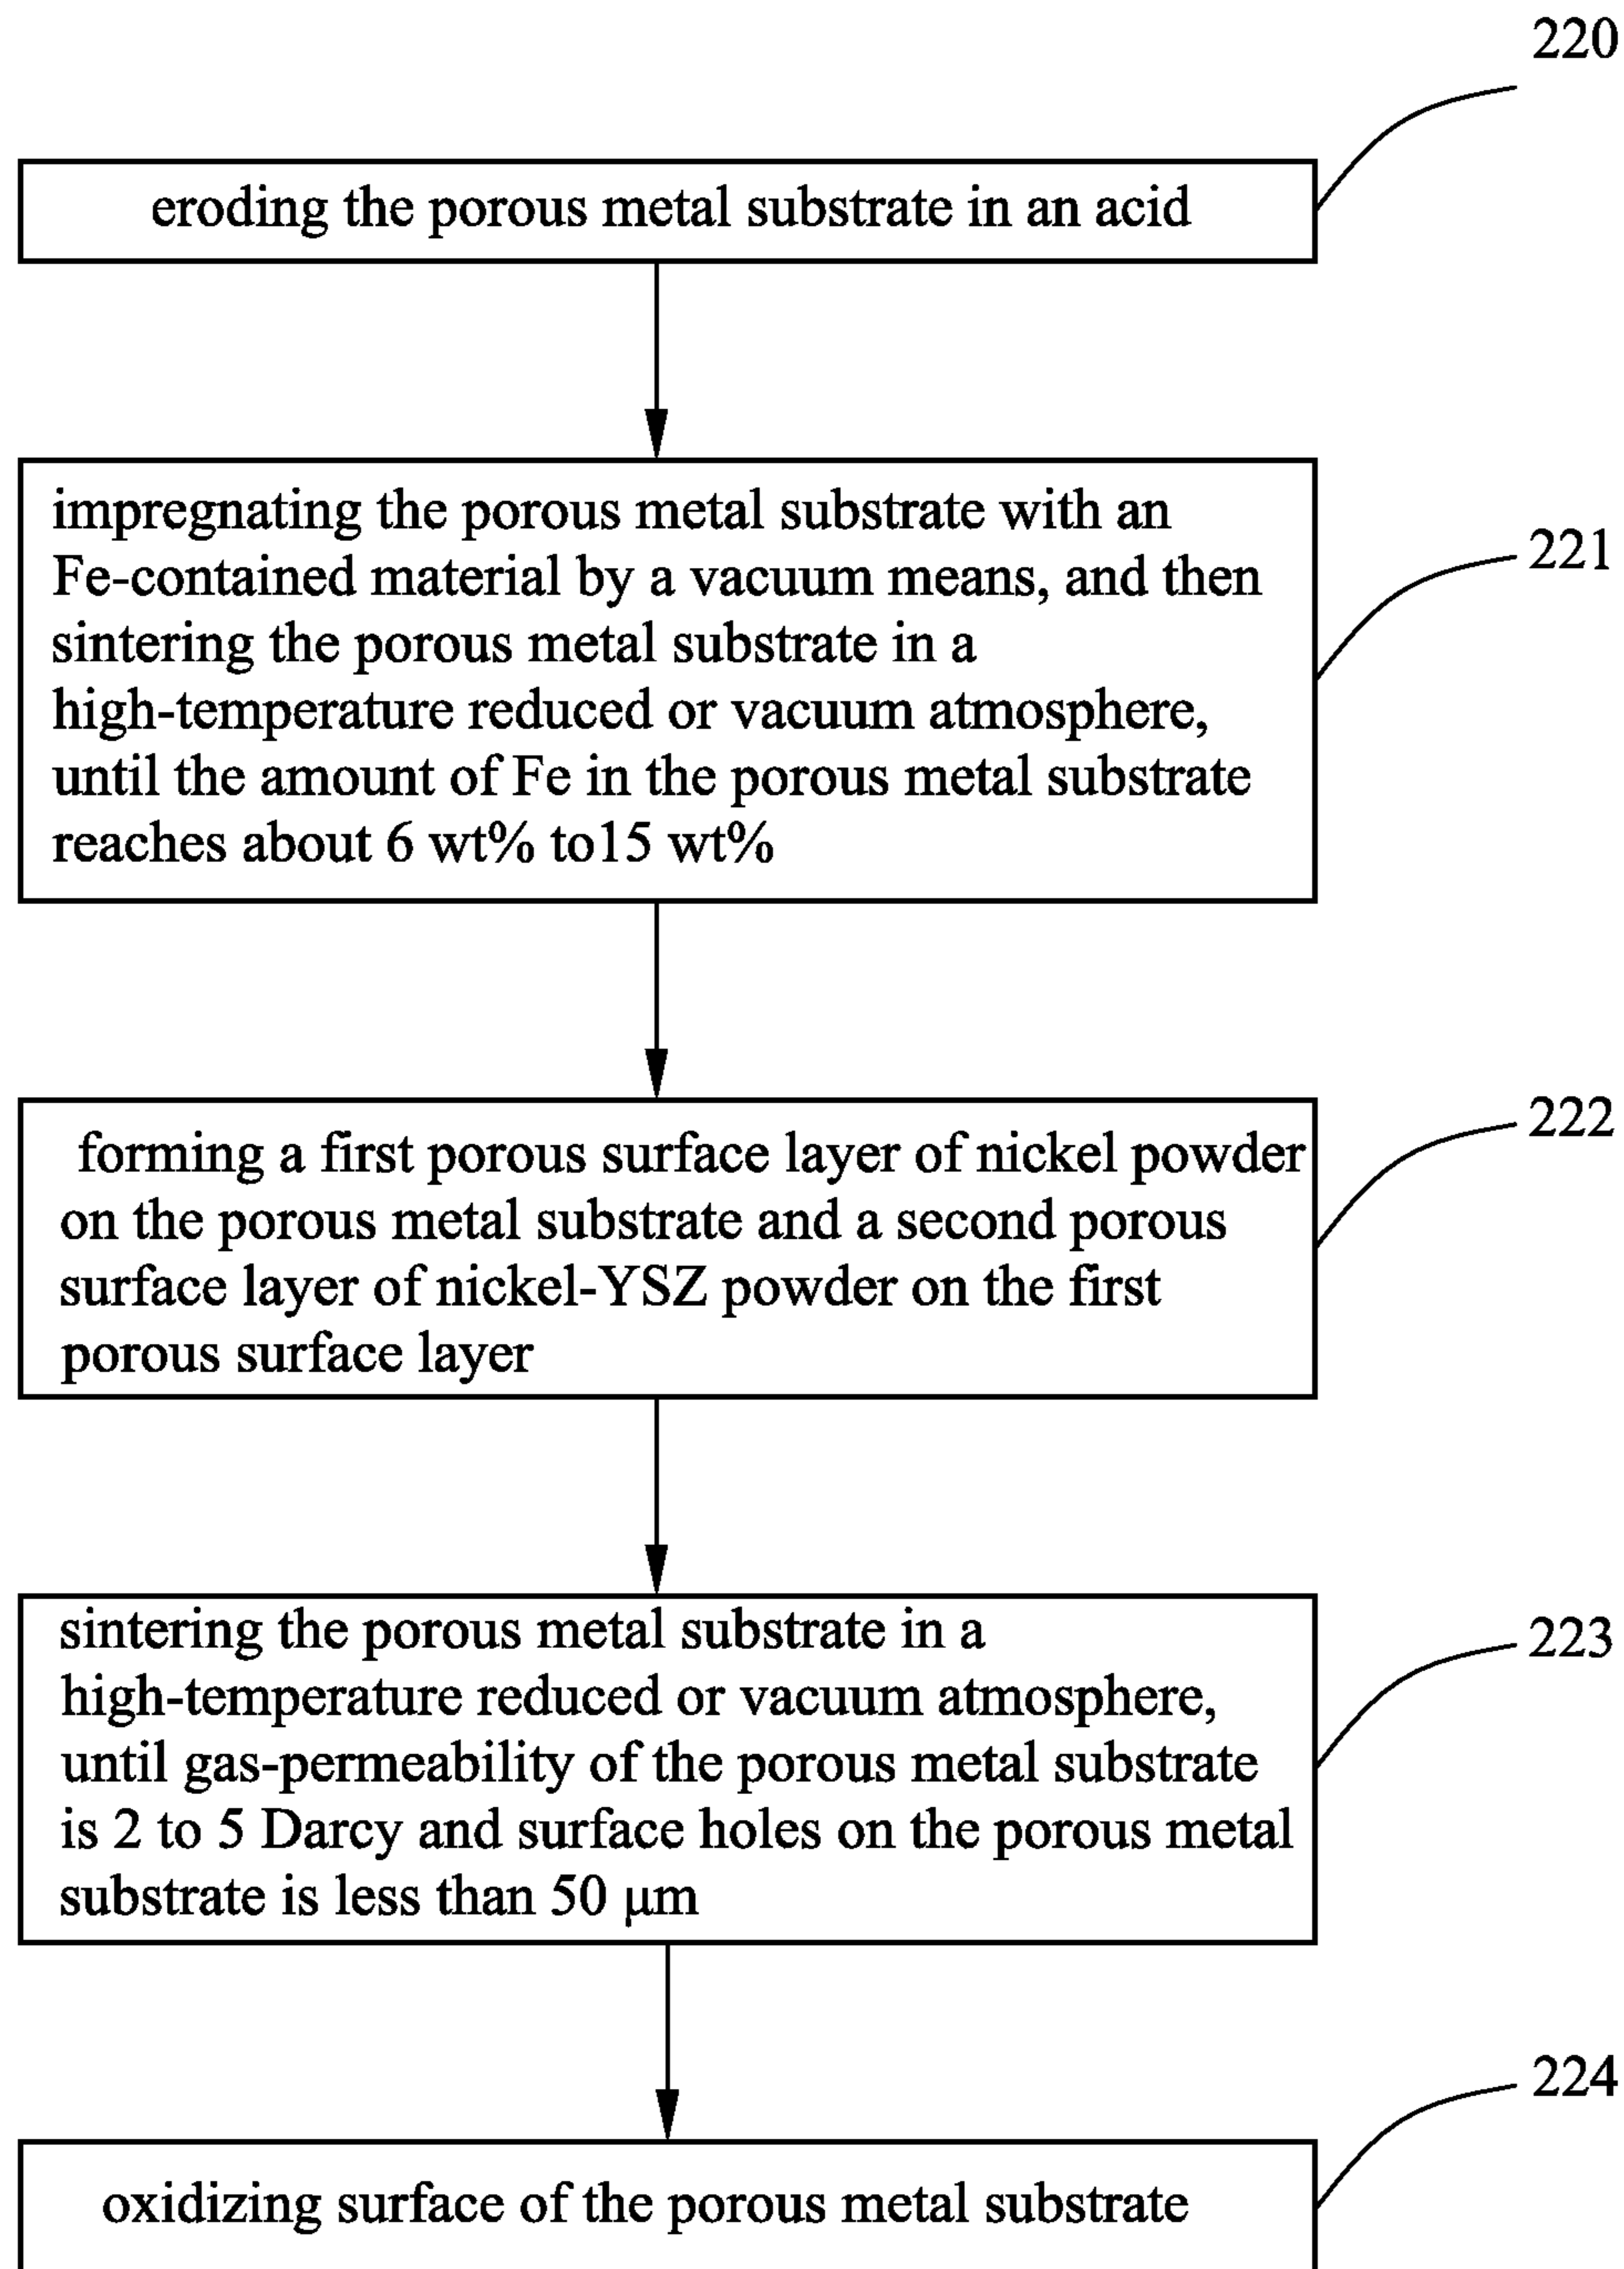 220
eroding the porous metal substrate in an acid
impregnating the porous metal substrate with an
Fe-contained material by a vacuum means, and then
sintering the porous metal substrate in a
high-temperature reduced or vacuum atmosphere,
until the amount of Fe in the porous metal substrate
reaches about 6 wt% to15 wt%
221
forming a first porous surface layer of nickel powder
on the porous metal substrate and a second porous
surface layer of nickel-YSZ powder on the first
porous surface layer
222
sintering the porous metal substrate in a
high-temperature reduced or vacuum atmosphere,
until gas-permeability of the porous metal substrate
is 2 to 5 Darcy and surface holes on the porous metal
substrate is less than 50 μm
223
224
oxidizing surface of the porous metal substrate